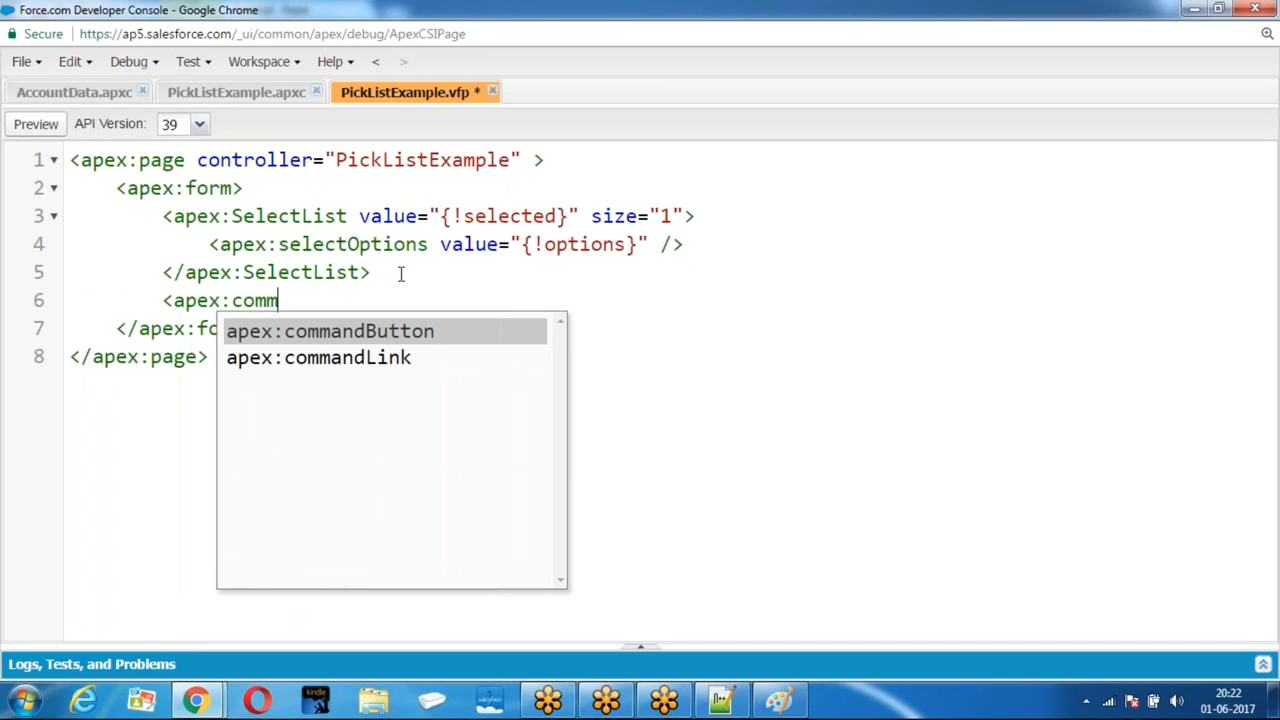 Force.com Developer Console - Google Chrome
Secure https://ap5.salesforce.com/_ui/common/apex/debug/ApexCSIPage
File Edit Debug Test Workspace Help < >
AccountData.apxc PickListExample.apxc PickListExample.vfp *
Preview API Version: 39
1 <apex:page controller="PickListExample" >
2 <apex:form>
3 <apex:SelectList value="{!selected}" size="1">
4 <apex:selectOptions value="{!options}" />
5 </apex:SelectList>
6 <apex:comm
apex:commandButton
7 </apex:fo
apex:commandLink
8 </apex:page>
Logs, Tests, and Problems
kindle
20:22
01-06-2017